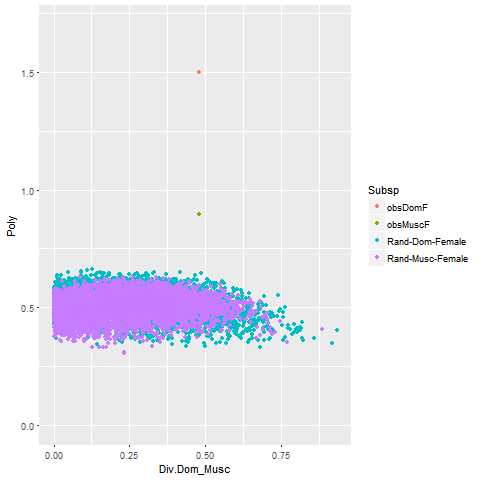 Poly
1.5
1.0
0.5
0.0
0.00 0.25 0.50 0.75
Div.Dom_Musc
Subsp
obsDomF
obsMuscF
Rand-Dom-Female
Rand-Musc-Female